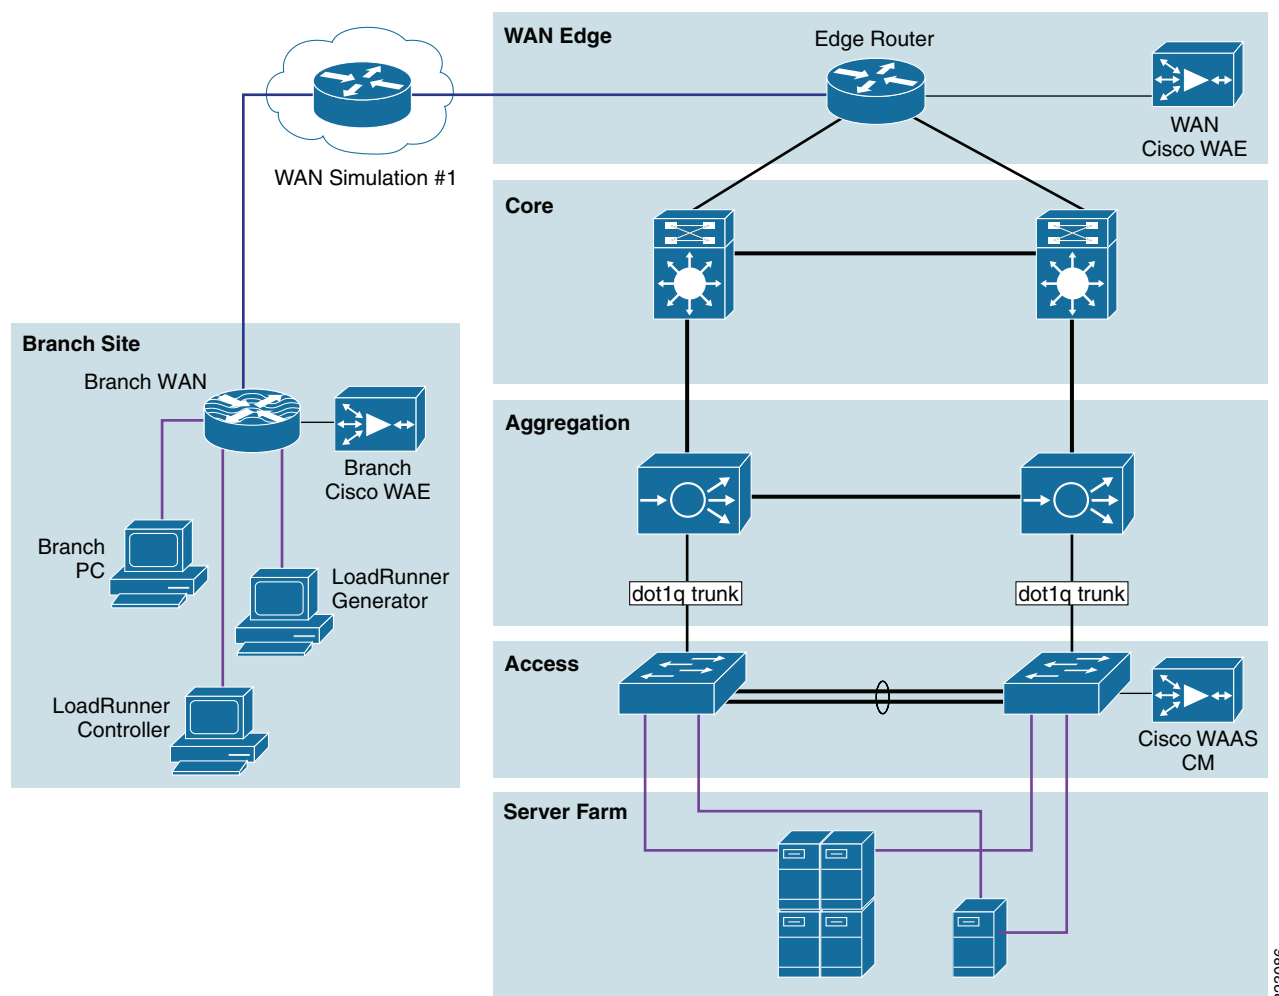 WAN Edge
Edge Router
WAN
Cisco WAE
WAN Simulation #1
Core
Branch Site
Branch WAN
Branch
Cisco WAE
Branch
PC
LoadRunner
Generator
LoadRunner
Controller
Aggregation
dot1q trunk
dot1q trunk
Access
Cisco WAAS
CM
Server Farm